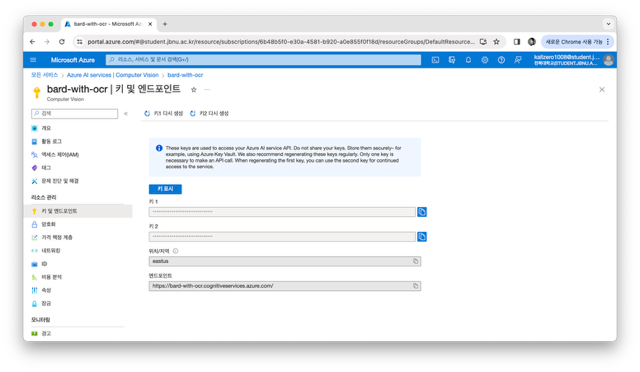 bard-with-ocr - Microsoft Az
portal.azure.com/#@student.jbnu.ac.kr/resource/subscriptions/6b48b5f0-e30a-4581-b920-a0e855f0f18d/resourceGroups/DefaultResource...
새로운 Chrome 사용 가능
Microsoft Azure
리소스, 서비스 및 문서 검색(G+/)
kalizero1008@student.j...
전북대학교(STUDENT.JBNU.A...
모든 서비스 > Azure AI services | Computer Vision > bard-with-ocr
bard-with-ocr | 키 및 엔드포인트
Computer Vision
검색
키1 다시 생성
키2 다시 생성
개요
활동 로그
액세스 제어(IAM)
태그
문제 진단 및 해결
리소스 관리
키 및 엔드포인트
암호화
가격 책정 계층
네트워킹
ID
비용 분석
속성
잠금
모니터링
경고
These keys are used to access your Azure AI service API. Do not share your keys. Store them securely– for
example, using Azure Key Vault. We also recommend regenerating these keys regularly. Only one key is
necessary to make an API call. When regenerating the first key, you can use the second key for continued
access to the service.
키 표시
키 1
키 2
위치/지역
eastus
엔드포인트
https://bard-with-ocr.cognitiveservices.azure.com/